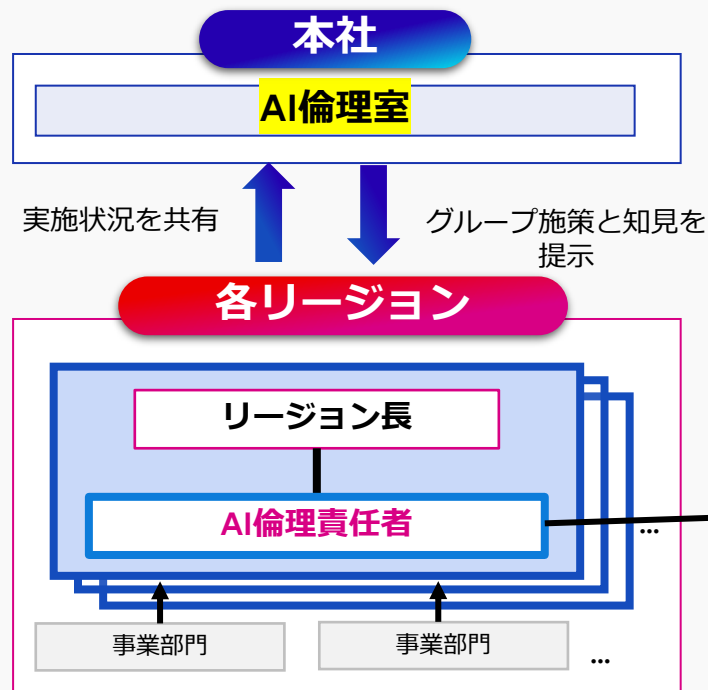 本社
AI倫理室
実施状況を共有
グループ施策と知見を
提示
各リージョン
リージョン長
AI倫理責任者
...
事業部門
事業部門
...